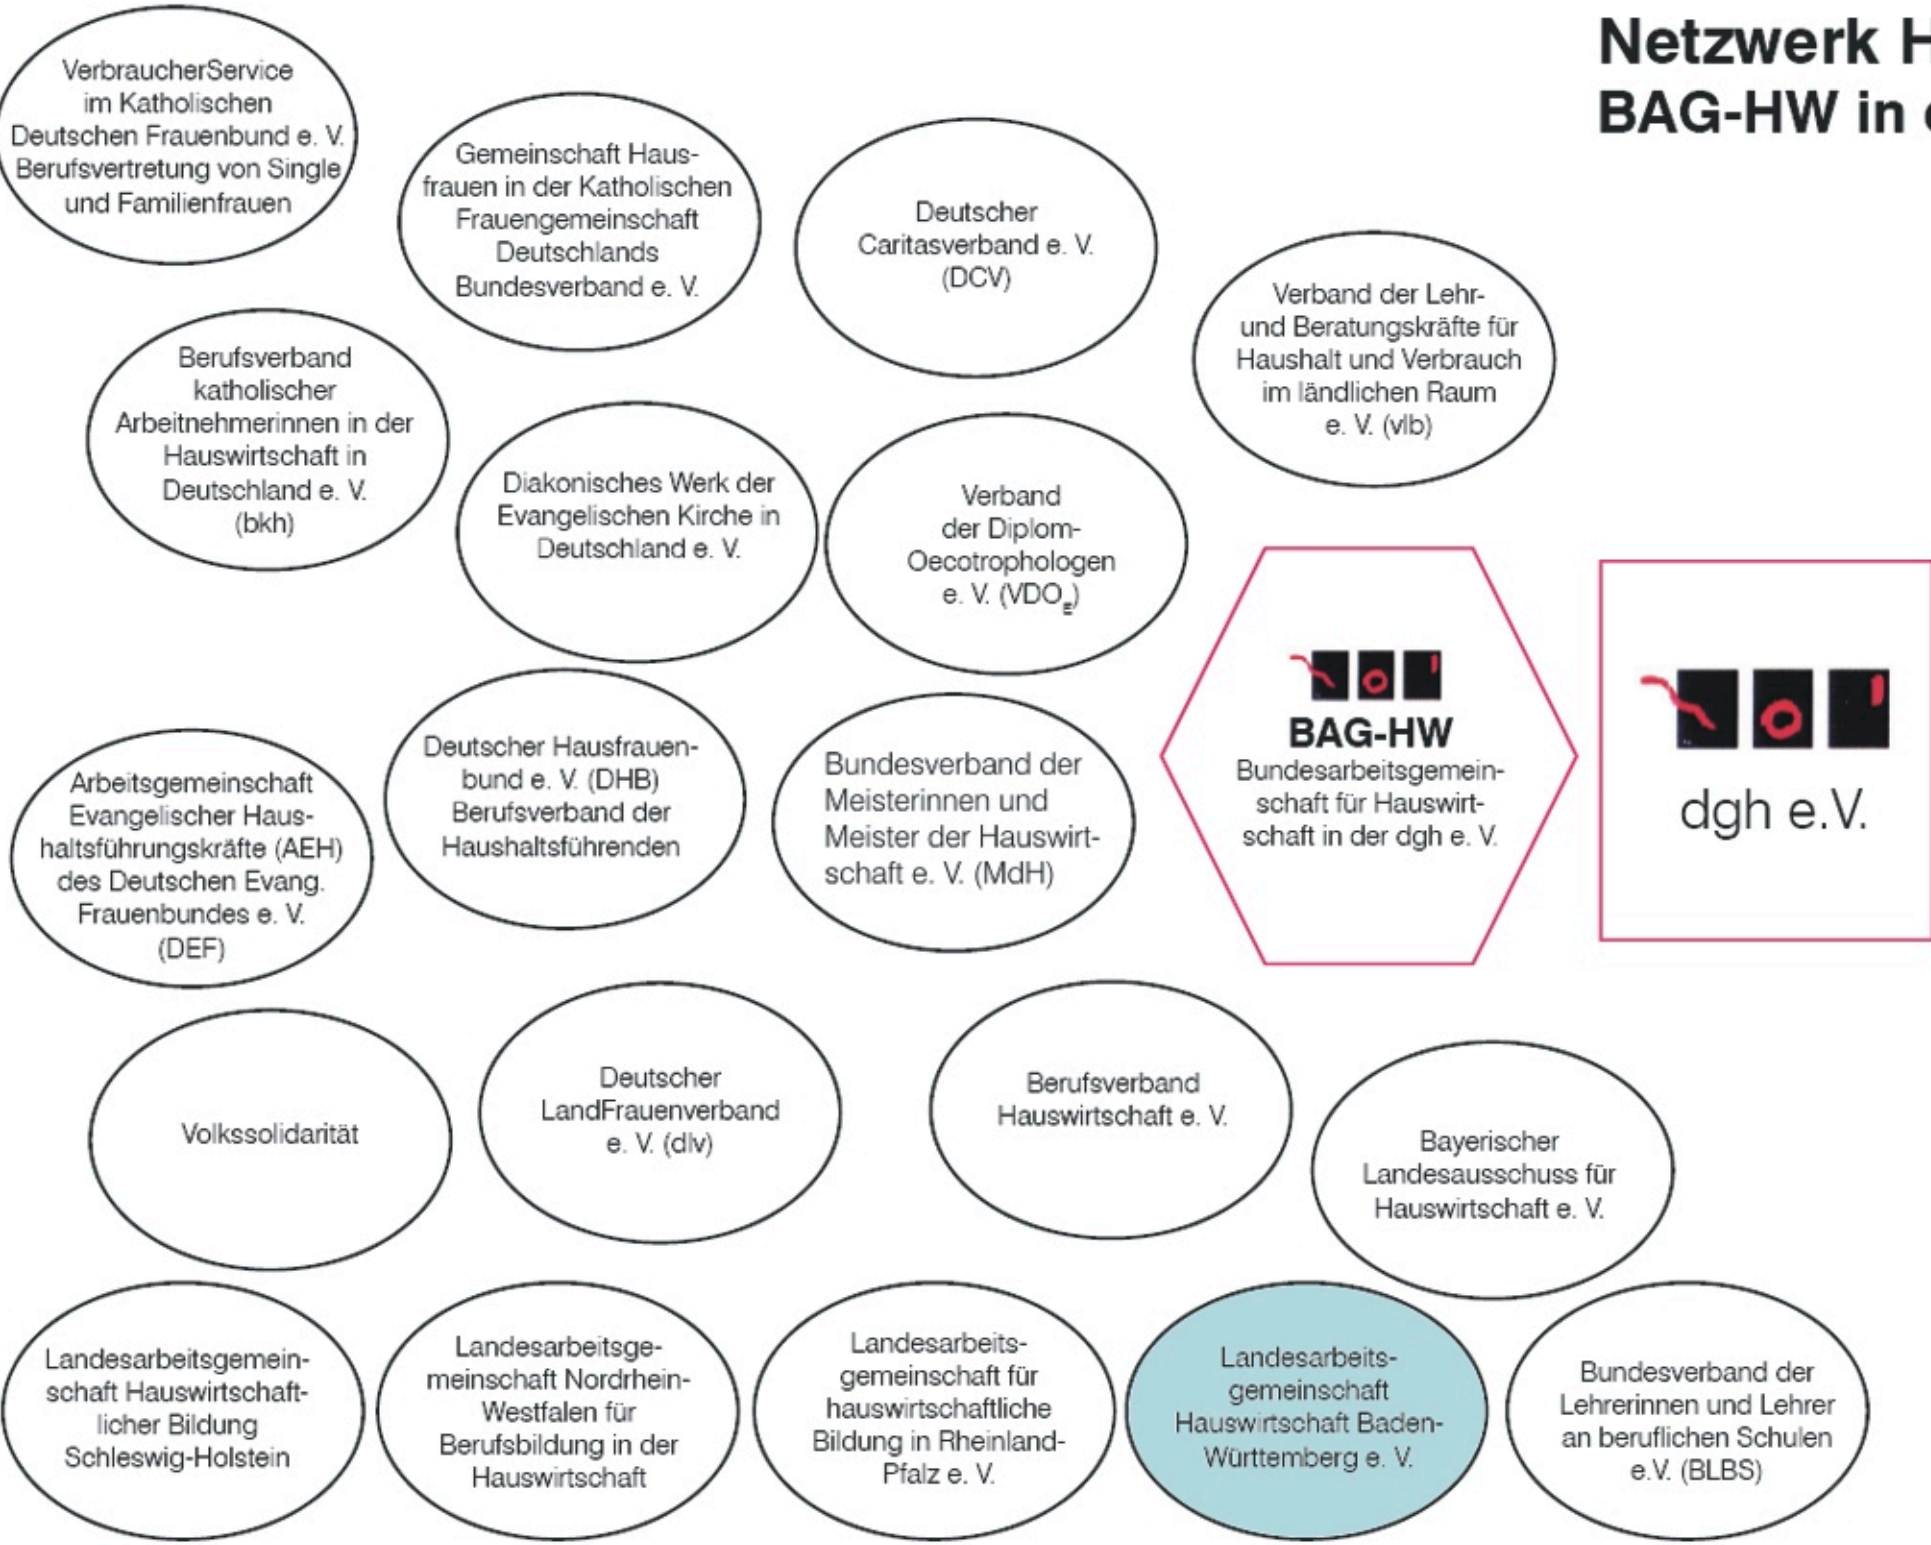 Netzwerk H
BAG-HW in
VerbraucherService
im Katholischen
Deutschen Frauenbund e. V.
Berufsvertretung von Single
und Familienfrauen
Gemeinschaft Haus-
frauen in der Katholischen
Frauengemeinschaft
Deutschlands
Bundesverband e. V.
Deutscher
Caritasverband e. V.
(DCV)
Verband der Lehr-
und Beratungskräfte für
Haushalt und Verbrauch
im ländlichen Raum
e. V. (vlb)
Berufsverband
katholischer
Arbeitnehmerinnen in der
Hauswirtschaft in
Deutschland e. V.
(bkh)
Diakonisches Werk der
Evangelischen Kirche in
Deutschland e. V.
Verband
der Diplom-
Oecotrophologen
e. V. (VDOE)
Arbeitsgemeinschaft
Evangelischer Haus-
haltsführungskräfte (AEH)
des Deutschen Evang.
Frauenbundes e. V.
(DEF)
Deutscher Hausfrauen-
bund e. V. (DHB)
Berufsverband der
Haushaltsführenden
Bundesverband der
Meisterinnen und
Meister der Hauswirt-
schaft e. V. (MdH)
BAG-HW
Bundesarbeitsgemein-
schaft für Hauswirt-
schaft in der dgh e. V.
dgh e.V.
Volkssolidarität
Deutscher
LandFrauenverband
e. V. (dlv)
Berufsverband
Hauswirtschaft e. V.
Bayerischer
Landesausschuss für
Hauswirtschaft e. V.
Landesarbeitsgemein-
schaft Hauswirtschaft-
licher Bildung
Schleswig-Holstein
Landesarbeitsge-
meinschaft Nordrhein-
Westfalen für
Berufsbildung in der
Hauswirtschaft
Landesarbeits-
gemeinschaft für
hauswirtschaftliche
Bildung in Rheinland-
Pfalz e. V.
Landesarbeits-
gemeinschaft
Hauswirtschaft Baden-
Württemberg e. V.
Bundesverband der
Lehrerinnen und Lehrer
an beruflichen Schulen
e.V. (BLBS)